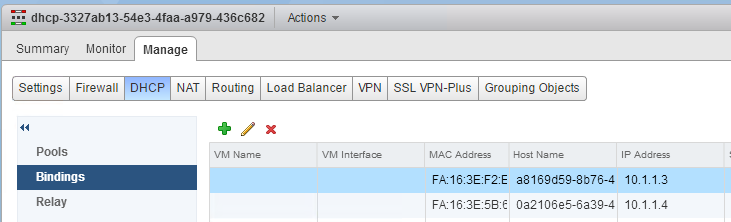 dhcp-3327ab13-54e3-4faa-a979-436c682 Actions
Summary Monitor Manage
Settings Firewall DHCP NAT Routing Load Balancer VPN SSL VPN-Plus Grouping Objects
Pools
Bindings
Relay
VM Name VM Interface MAC Address Host Name IP Address
FA:16:3E:F2:E a8169d59-8b76-4 10.1.1.3
FA:16:3E:5B:6 0a2106e5-6a39-4 10.1.1.4